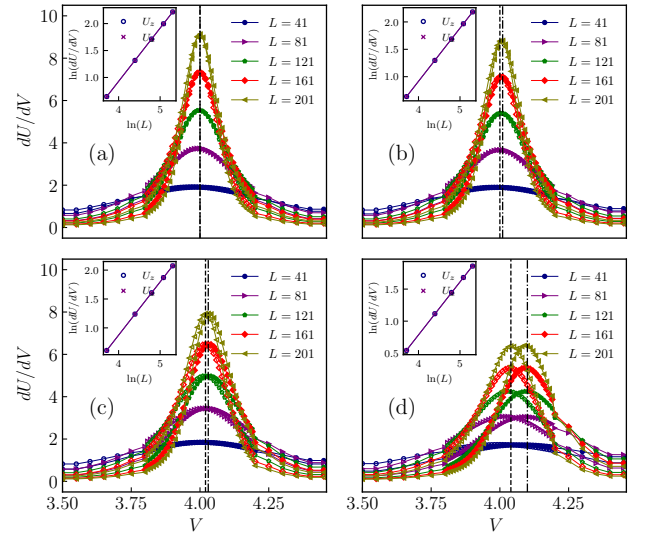 10
8
6
4
2
0
dU/dV
(a)
2.0
1.5
1.0
ln(dU/dV)
4
5
ln(L)
U_z
U
L = 41
L = 81
L = 121
L = 161
L = 201
(b)
2.0
1.5
1.0
ln(dU/dV)
4
5
ln(L)
U_z
U
L = 41
L = 81
L = 121
L = 161
L = 201
10
8
6
4
2
0
dU/dV
(c)
2.0
1.5
1.0
ln(dU/dV)
4
5
ln(L)
U_z
U
L = 41
L = 81
L = 121
L = 161
L = 201
3.50 3.75 4.00 4.25
V
(d)
1.5
1.0
0.5
ln(dU/dV)
4
5
ln(L)
U_z
U
L = 41
L = 81
L = 121
L = 161
L = 201
3.50 3.75 4.00 4.25
V